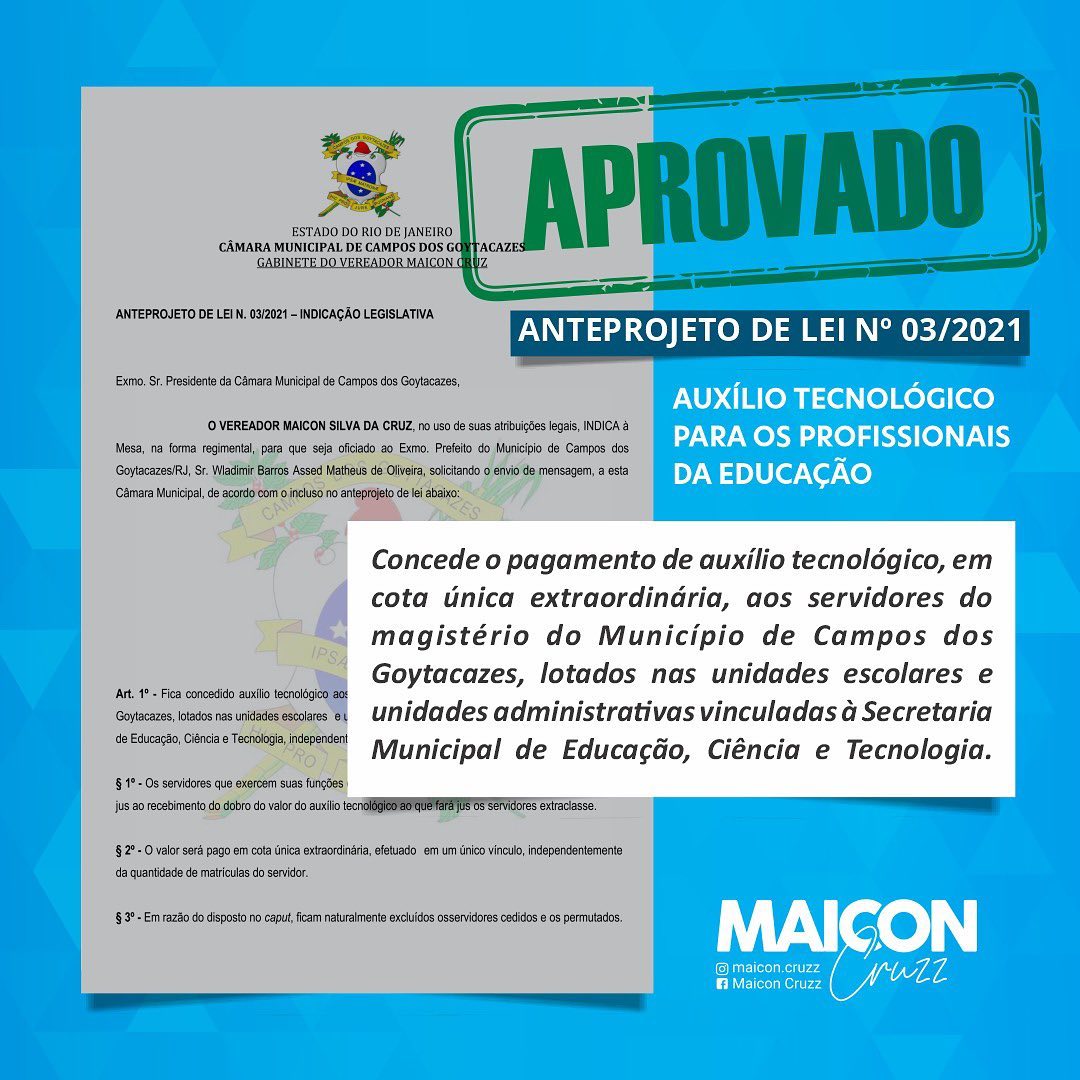 CAMPOS DOS GOYTACAZES
ESTADO DO RIO DE JANEIRO
CÂMARA MUNICIPAL DE CAMPOS DOS GOYTACAZES
GABINETE DO VEREADOR MAICON CRUZ
APROVADO
ANTEPROJETO DE LEI N. 03/2021 – INDICAÇÃO LEGISLATIVA
ANTEPROJETO DE LEI Nº 03/2021
AUXÍLIO TECNOLÓGICO
PARA OS PROFISSIONAIS
DA EDUCAÇÃO
Exmo. Sr. Presidente da Câmara Municipal de Campos dos Goytacazes,
O VEREADOR MAICON SILVA DA CRUZ, no uso de suas atribuições legais, INDICA à
Mesa, na forma regimental, para que seja oficiado ao Exmo. Prefeito do Município de Campos dos
Goytacazes/RJ, Sr. Wladimir Barros Assed Matheus de Oliveira, solicitando o envio de mensagem, a esta
Câmara Municipal, de acordo com o incluso no anteprojeto de lei abaixo:
CAMPOS DOS GOYTACAZES
Concede o pagamento de auxílio tecnológico, em
cota única extraordinária, aos servidores do
magistério do Município de Campos dos
Goytacazes, lotados nas unidades escolares e
unidades administrativas vinculadas à Secretaria
Municipal de Educação, Ciência e Tecnologia.
Art. 1º - Fica concedido auxílio tecnológico aos
Goytacazes, lotados nas unidades escolares e u
de Educação, Ciência e Tecnologia, independent
§ 1º - Os servidores que exercem suas funções
jus ao recebimento do dobro do valor do auxílio tecnológico ao que fará jus os servidores extraclasse.
§ 2º - O valor será pago em cota única extraordinária, efetuado em um único vínculo, independentemente
da quantidade de matrículas do servidor.
§ 3º - Em razão do disposto no caput, ficam naturalmente excluídos osservidores cedidos e os permutados.
MAICON
Cruzz
maicon.cruzz
Maicon Cruzz